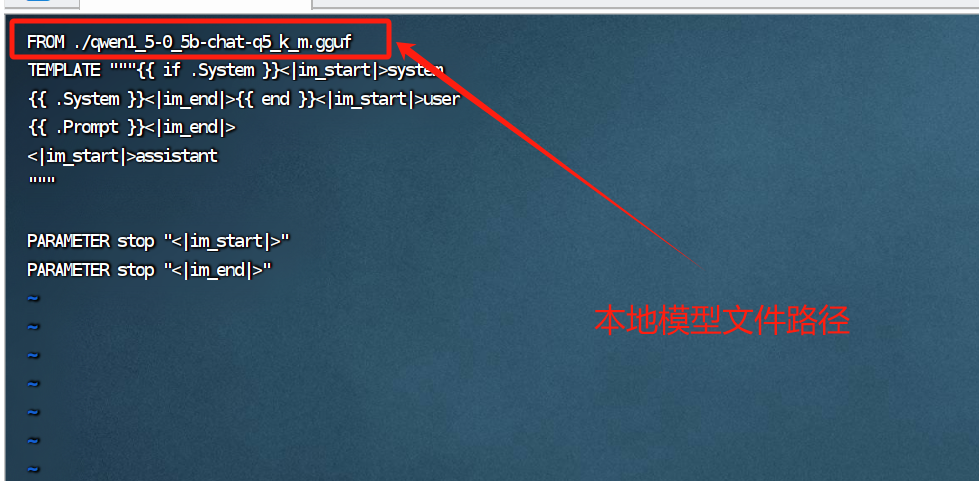 FROM ./qwen1_5-0_5b-chat-q5_k_m.gguf
TEMPLATE """{{ if .System }}<|im_start|>system
{{ .System }}<|im_end|>{{ end }}<|im_start|>user
{{ .Prompt }}<|im_end|>
<|im_start|>assistant
"""
PARAMETER stop "<|im_start|>"
PARAMETER stop "<|im_end|>"
本地模型文件路径
~
~
~
~
~
~
~